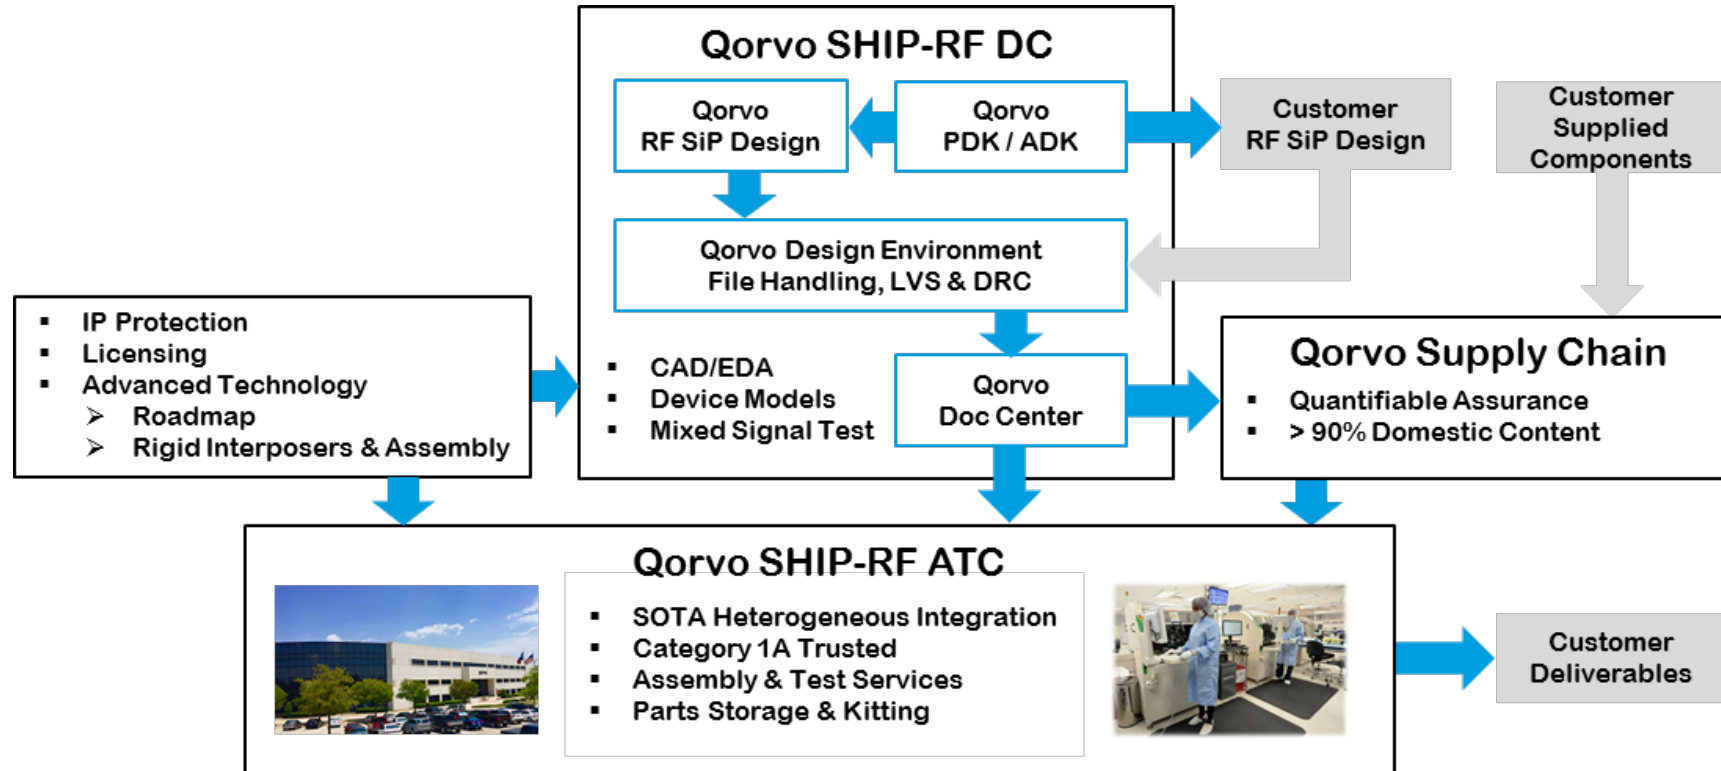 Qorvo SHIP-RF DC
Qorvo
RF SiP Design
Qorvo
PDK / ADK
Customer
RF SiP Design
Customer
Supplied
Components
Qorvo Design Environment
File Handling, LVS & DRC
▪ IP Protection
▪ Licensing
▪ Advanced Technology
➢ Roadmap
➢ Rigid Interposers & Assembly
▪ CAD/EDA
▪ Device Models
▪ Mixed Signal Test
Qorvo
Doc Center
Qorvo Supply Chain
▪ Quantifiable Assurance
▪ > 90% Domestic Content
Qorvo SHIP-RF ATC
▪ SOTA Heterogeneous Integration
▪ Category 1A Trusted
▪ Assembly & Test Services
▪ Parts Storage & Kitting
Customer
Deliverables